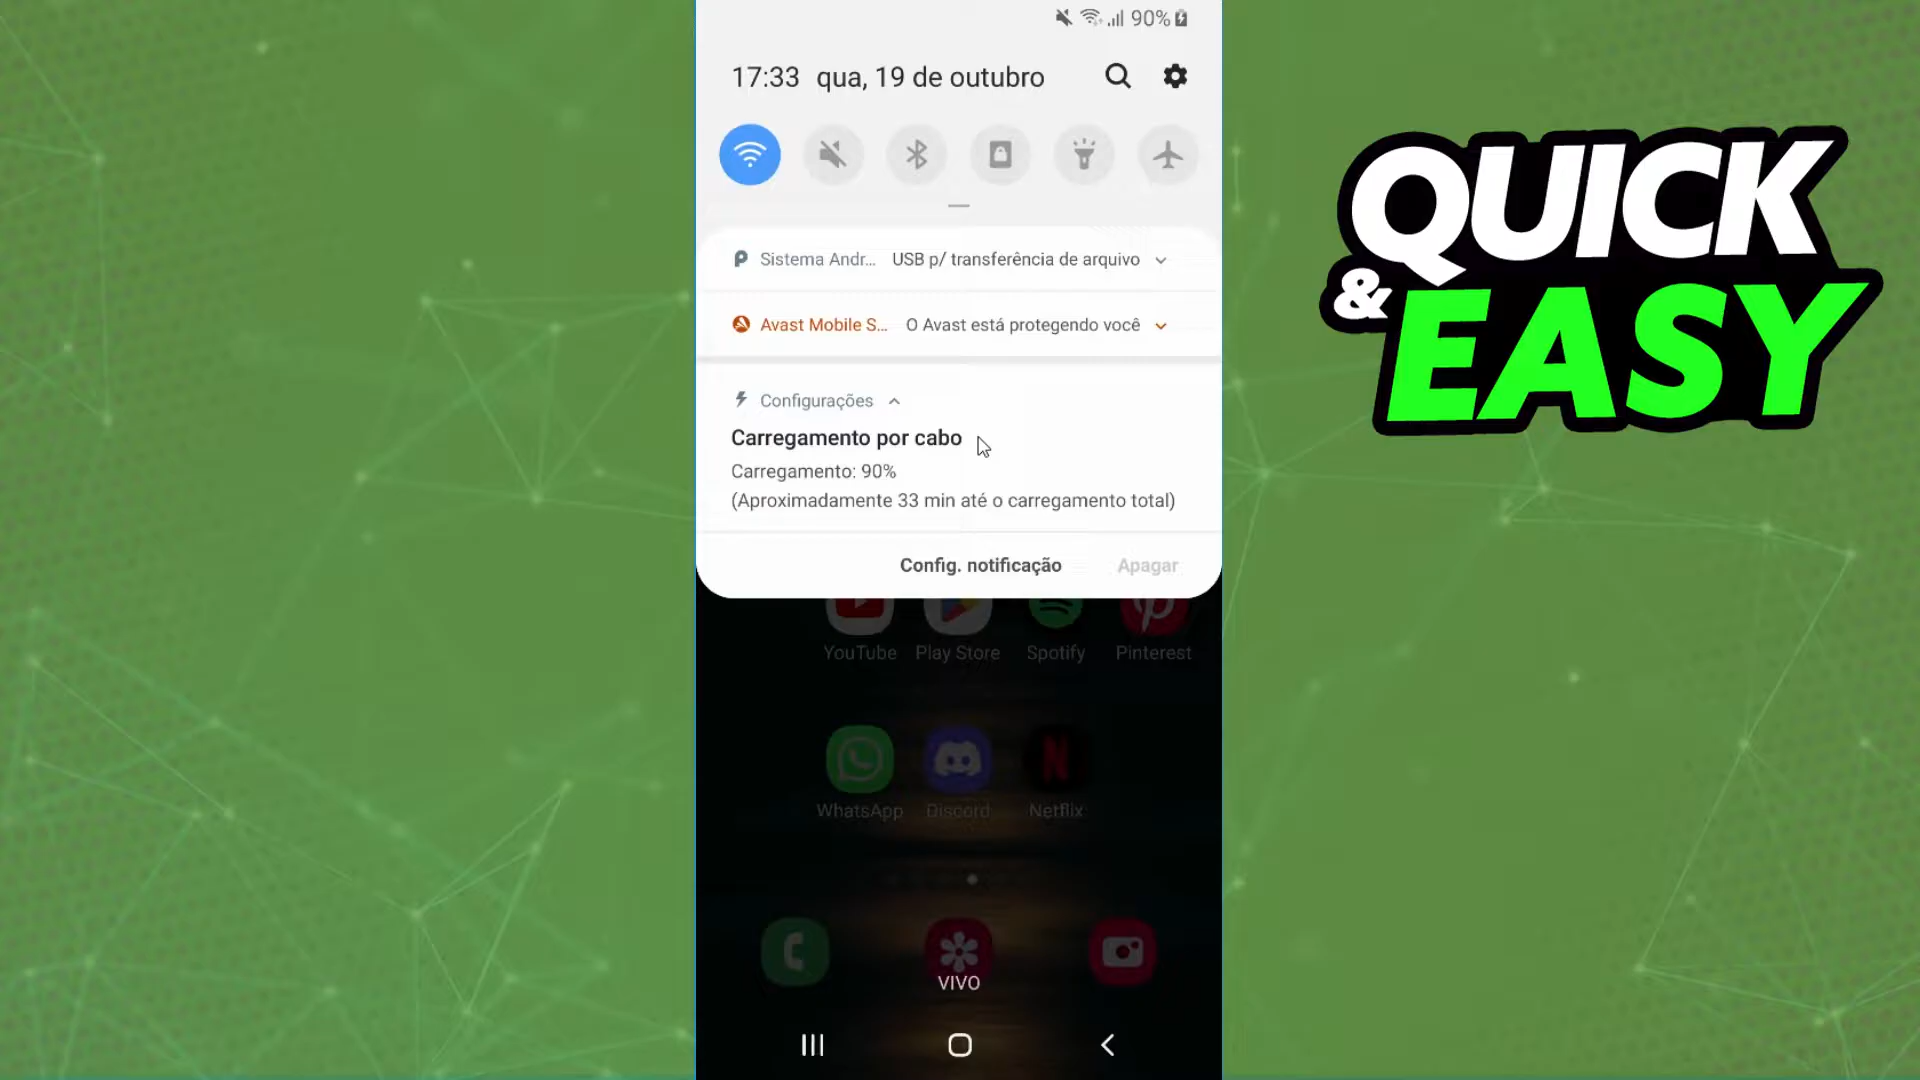 90%
17:33 qua, 19 de outubro
Sistema Andr... USB p/ transferência de arquivo
Avast Mobile S... O Avast está protegendo você
Configurações
Carregamento por cabo
Carregamento: 90%
(Aproximadamente 33 min até o carregamento total)
Config. notificação Apagar
YouTube Play Store Spotify Pinterest
WhatsApp Discord Netflix
VIVO
QUICK
& EASY